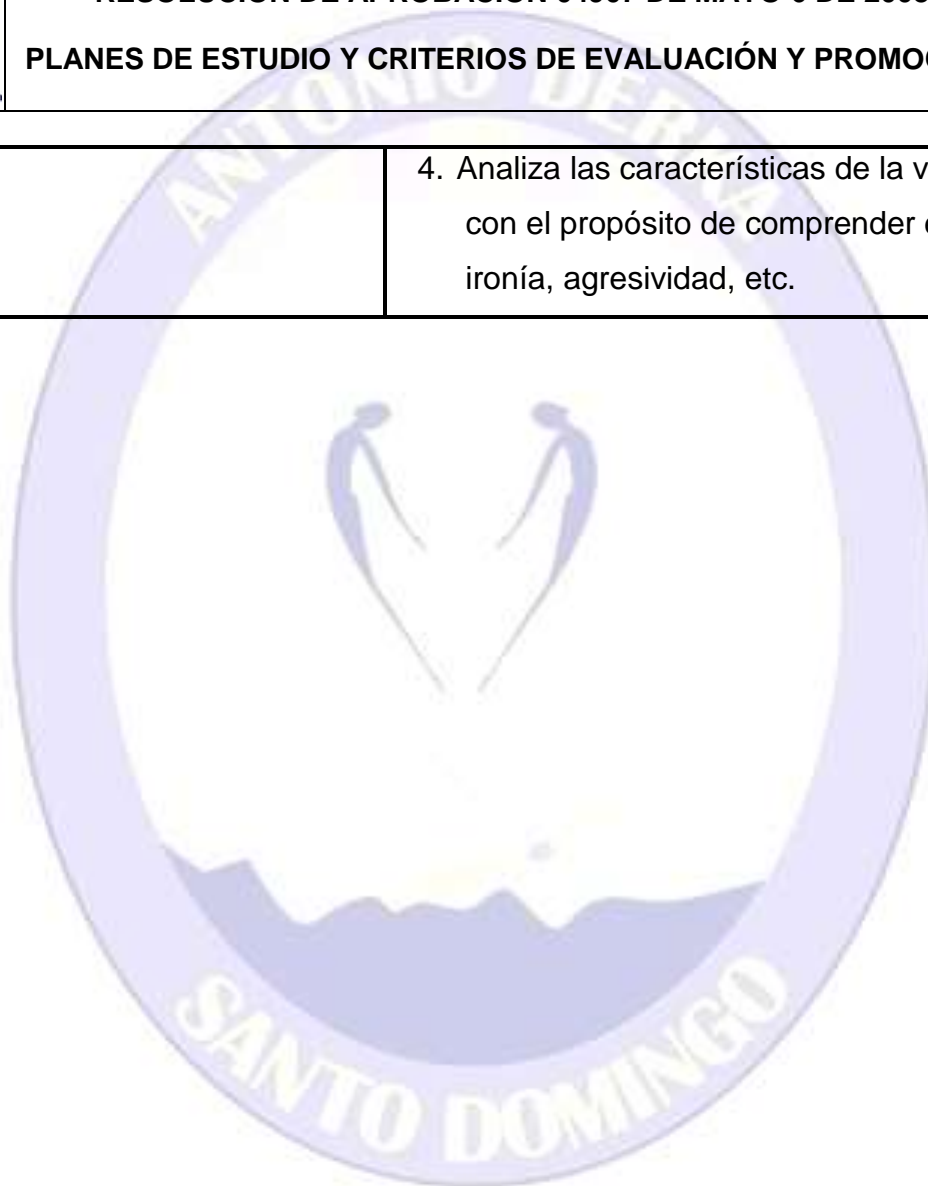 PLANES DE ESTUDIO Y CRITERIOS DE EVALUACIÓN Y
4. Analiza las características de la
con el propósito de comprender
ironía, agresividad, etc.
ANTONIO DERKA
SANTO DOMINGO